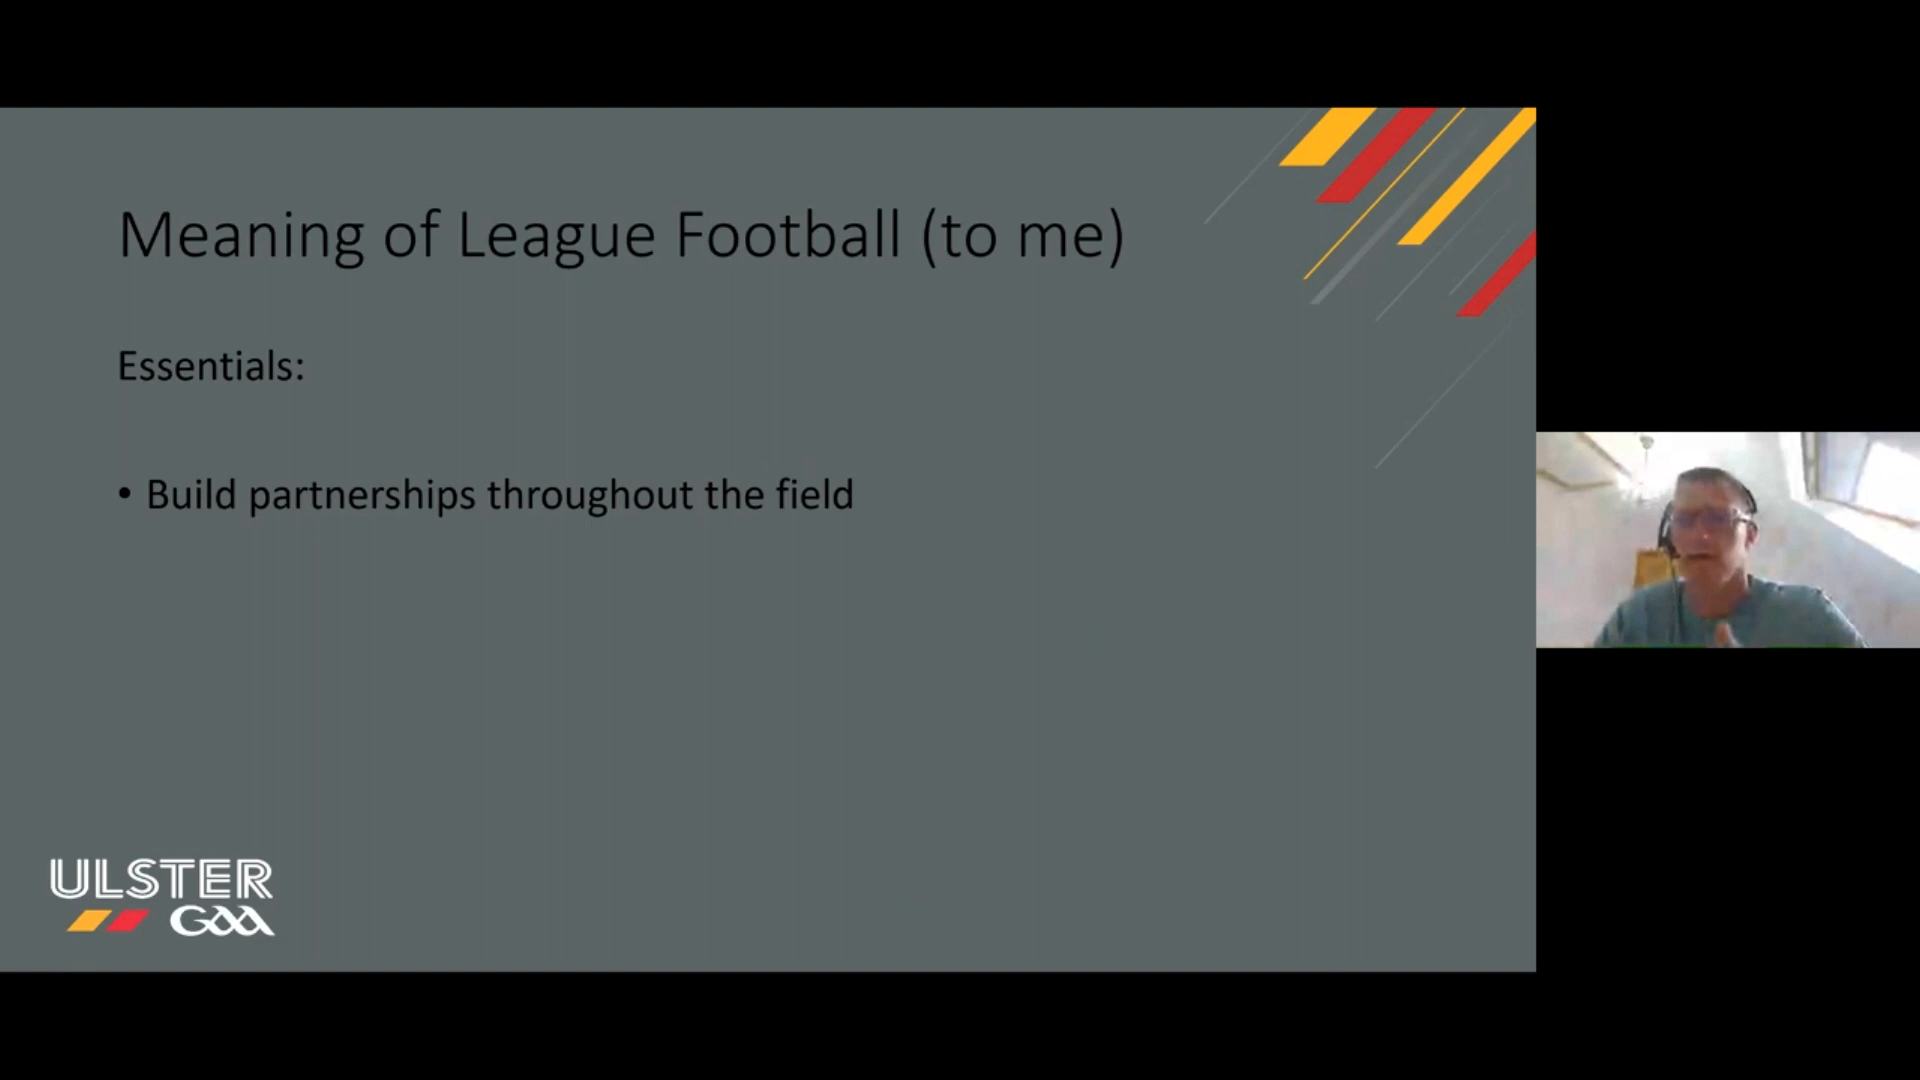 Meaning of League Football (to me)
Essentials:
• Build partnerships throughout the field
ULSTER
GAA